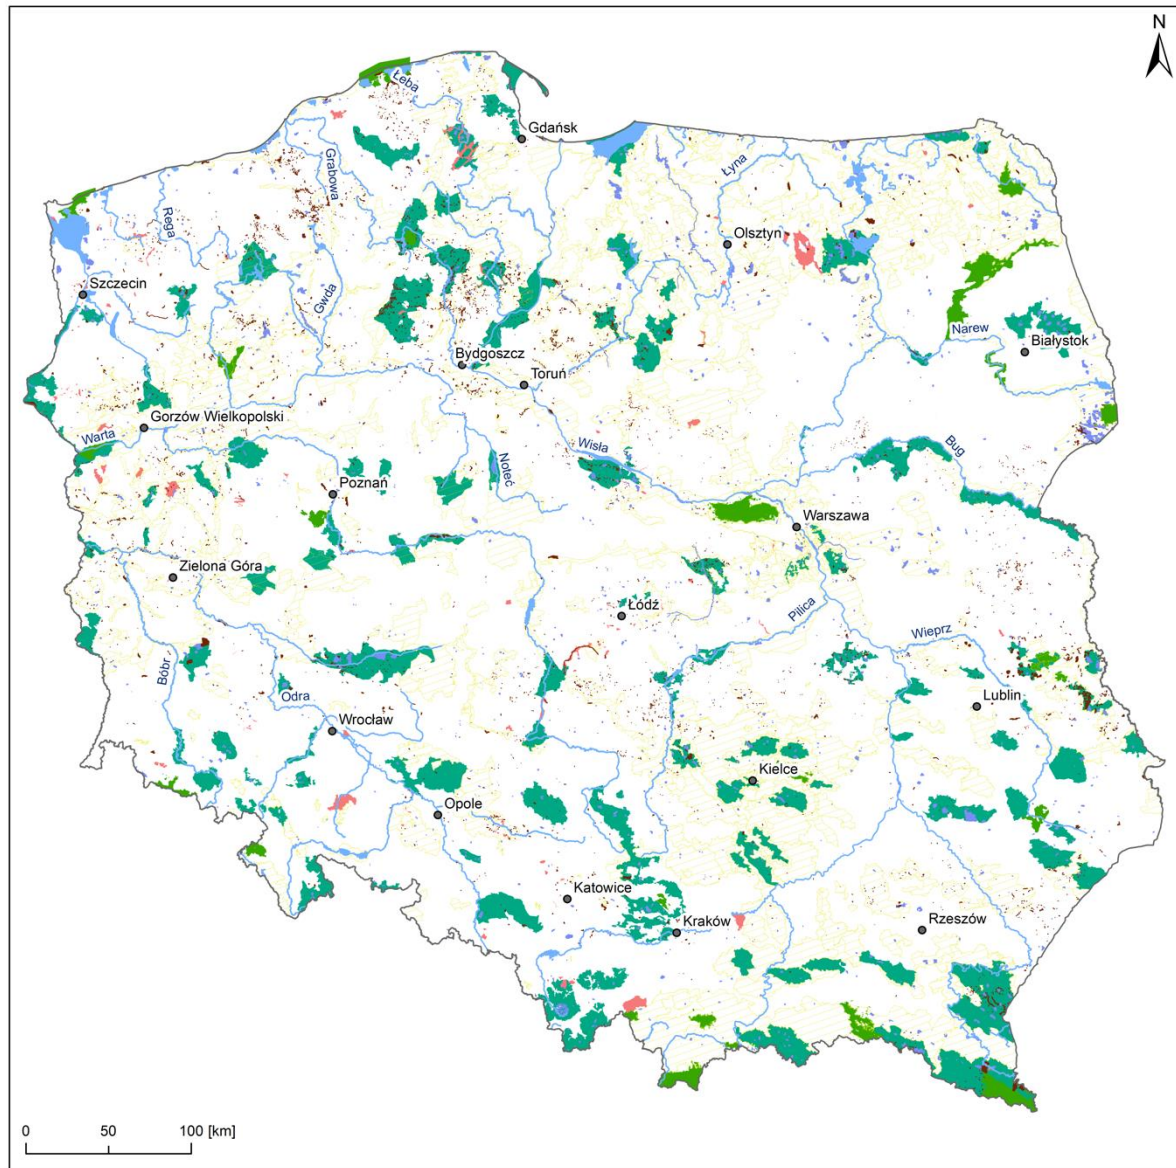 N
Łeba
Gdańsk
Grabowa
Łyna
Rega
Olsztyn
Szczecin
Gwda
Narew
Białystok
Bydgoszcz
Toruń
Gorzów Wielkopolski
Warta
Wisła
Bug
Noteć
Poznań
Warszawa
Zielona Góra
Łódź
Pilica
Wieprz
Bóbr
Odra
Lublin
Wrocław
Kielce
Opole
Katowice
Kraków
Rzeszów
0 50 100 [km]